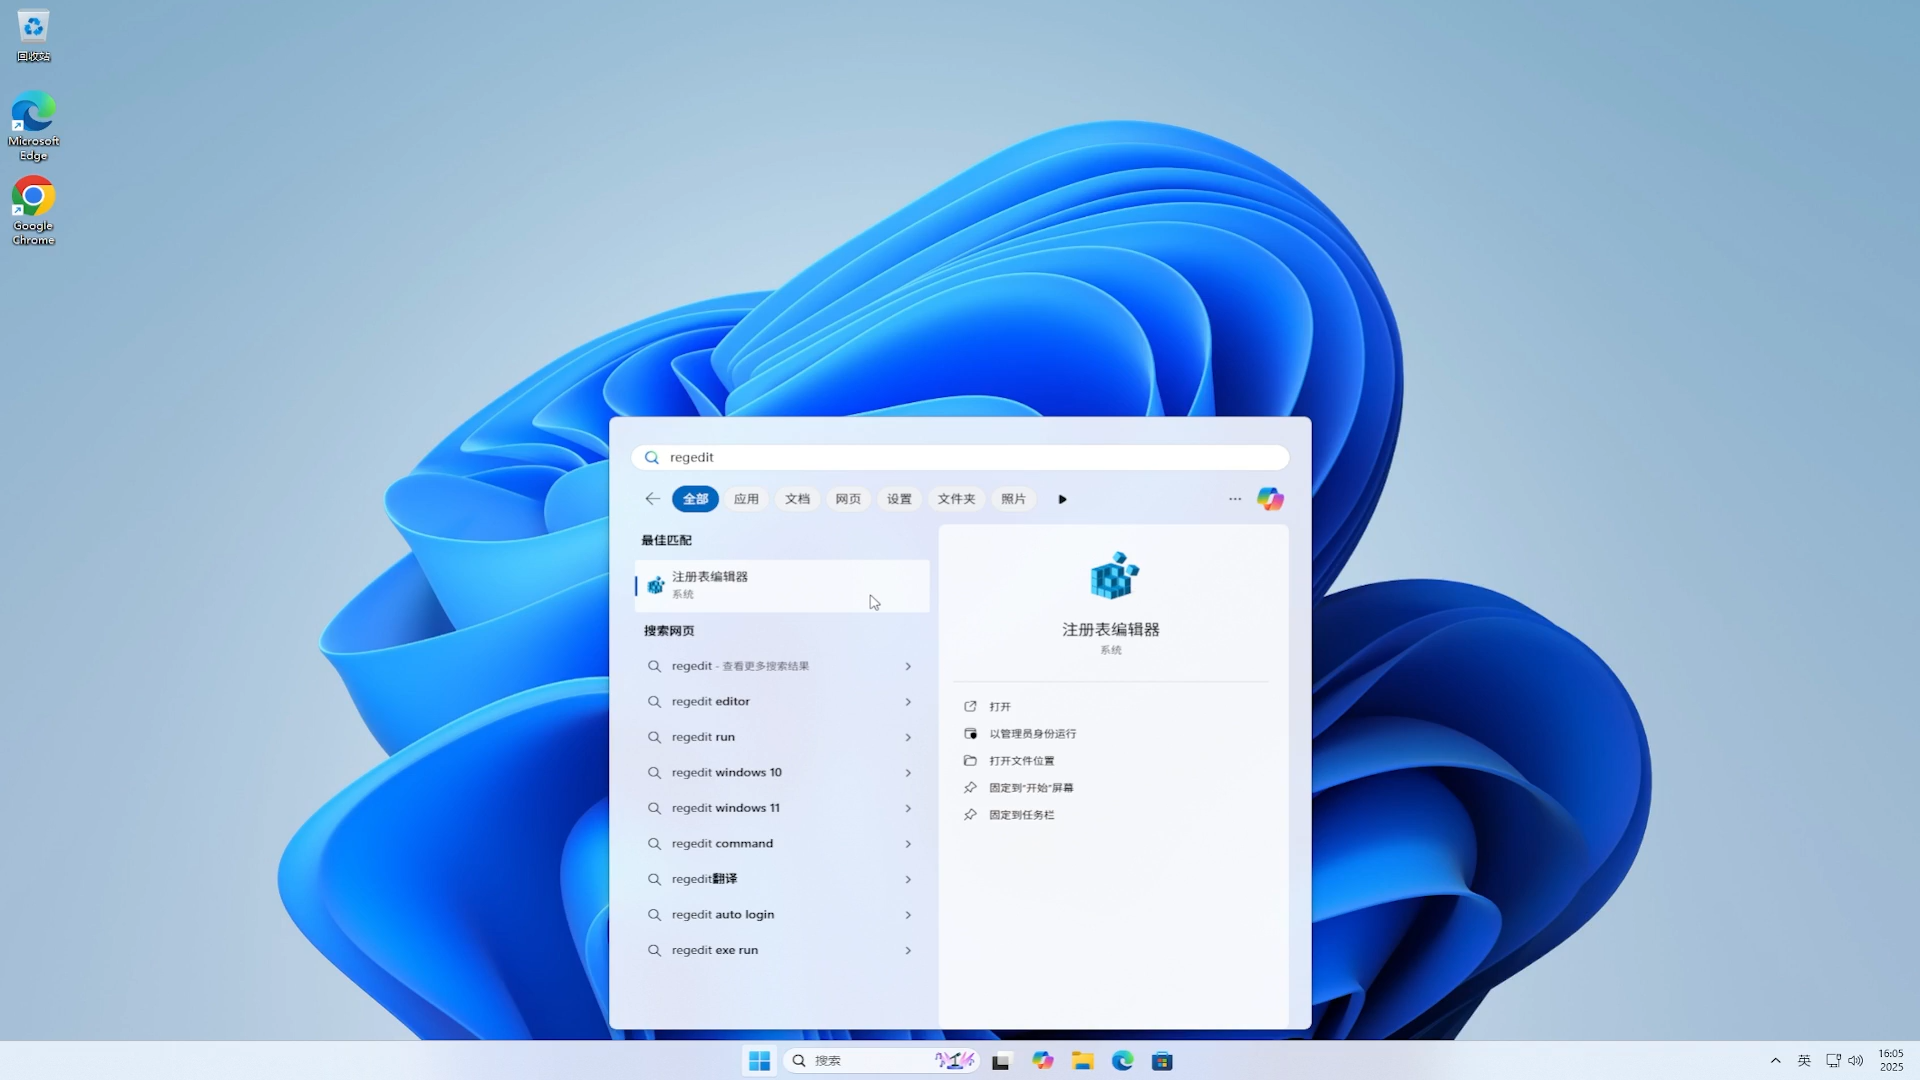 回收站
Microsoft
Edge
Google
Chrome
regedit
全部 应用 文档 网页 设置 文件夹 照片
最佳匹配
注册表编辑器
系统
搜索网页
regedit - 查看更多搜索结果
regedit editor
regedit run
regedit windows 10
regedit windows 11
regedit command
regedit翻译
regedit auto login
regedit exe run
注册表编辑器
系统
打开
以管理员身份运行
打开文件位置
固定到"开始"屏幕
固定到任务栏
搜索
英
16:05
2025